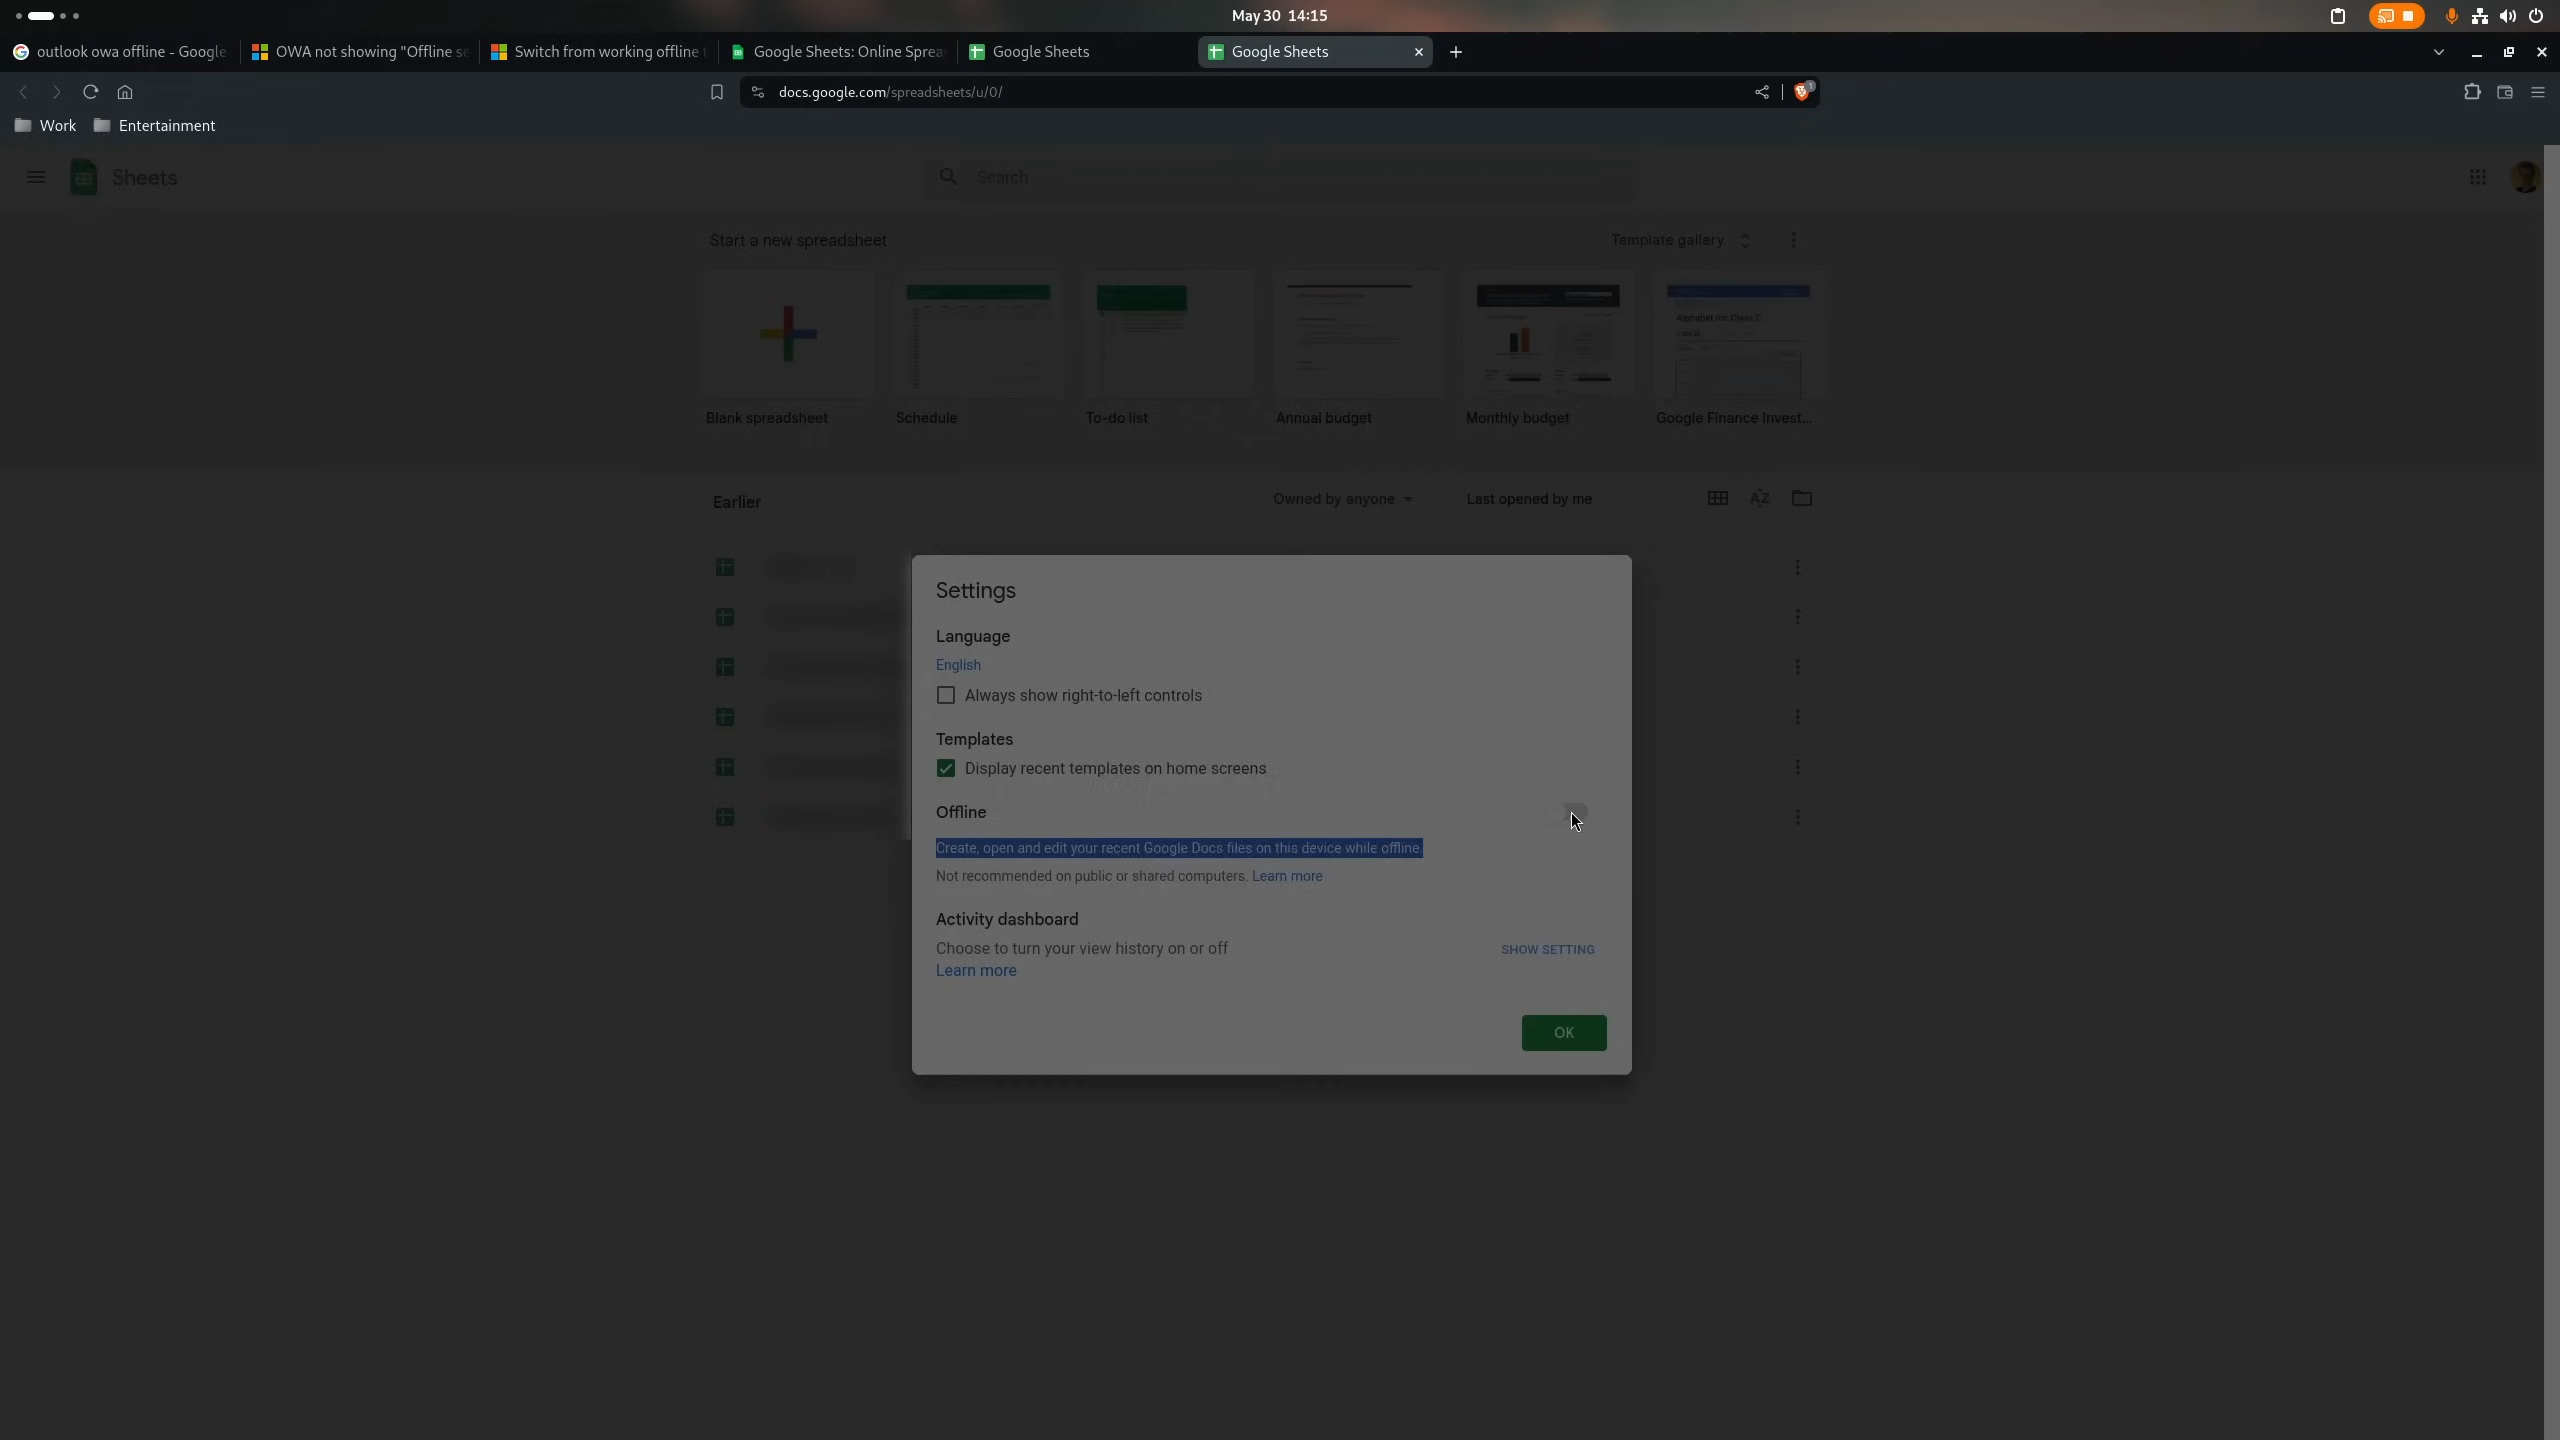 May 30 14:15
outlook owa offline - Google
OWA not showing "Offline se
Switch from working offline t
Google Sheets: Online Sprea
Google Sheets
Google Sheets
docs.google.com/spreadsheets/u/0/
1
Work
Entertainment
Sheets
Search
Start a new spreadsheet
Template gallery
Alphabet Inc Class C
Blank spreadsheet
Schedule
To-do list
Annual budget
Monthly budget
Google Finance Invest...
Earlier
Owned by anyone
Last opened by me
AZ
Settings
Language
English
Always show right-to-left controls
Templates
Display recent templates on home screens
Offline
Create, open and edit your recent Google Docs files on this device while offline.
Not recommended on public or shared computers. Learn more
Activity dashboard
Choose to turn your view history on or off
SHOW SETTING
Learn more
OK